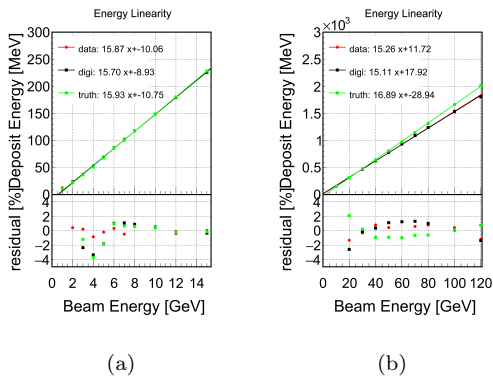 Energy Linearity
300
250
200
150
100
50
0
Deposit Energy [MeV]
data: 15.87 x+-10.06
digi: 15.70 x+-8.93
truth: 15.93 x+-10.75
4
2
0
−2
−4
residual [%]
0 2 4 6 8 10 12 14
Beam Energy [GeV]
(a)
Energy Linearity
×10³
3
2.5
2
1.5
1
0.5
0
Deposit Energy [MeV]
data: 15.26 x+11.72
digi: 15.11 x+17.92
truth: 16.89 x+-28.94
4
2
0
−2
−4
residual [%]
0 20 40 60 80 100 120
Beam Energy [GeV]
(b)